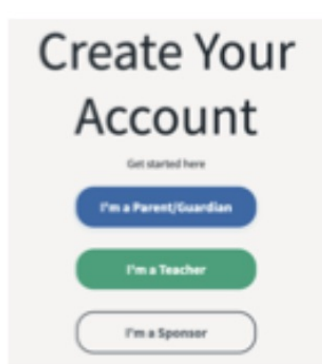 Create Your
Account
Get started here
I'm a Parent/Guardian
I'm a Teacher
I'm a Sponsor